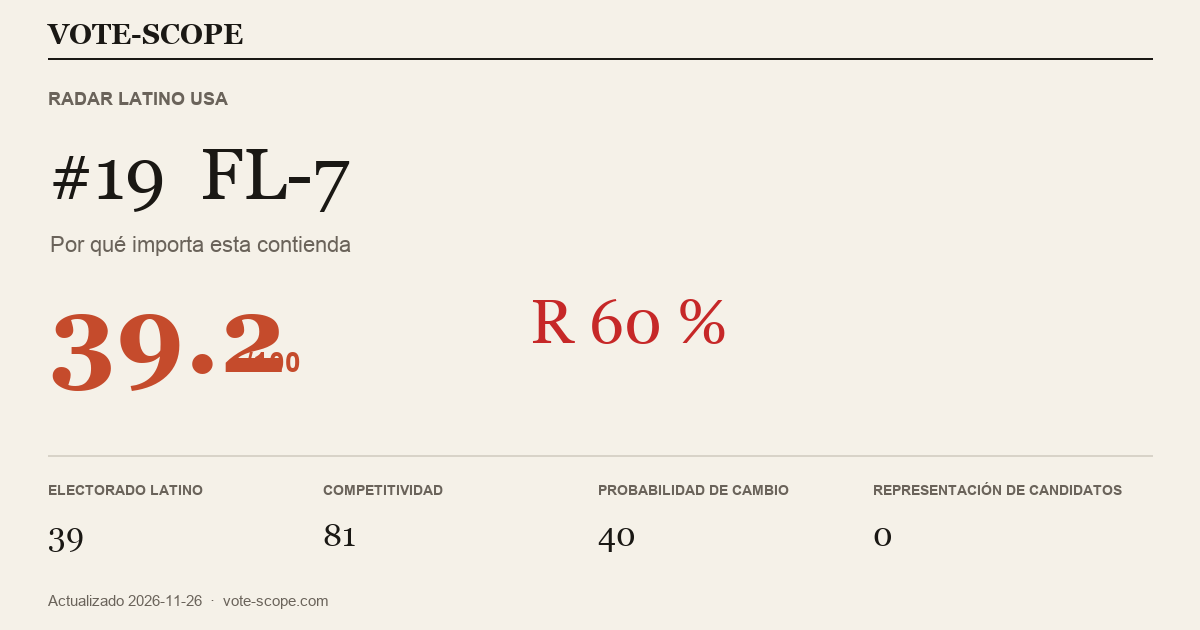 VOTE-SCOPE
RADAR LATINO USA
#19 FL-7
Por qué importa esta contienda
39.2 /100
R 60 %
ELECTORADO LATINO
COMPETITIVIDAD
PROBABILIDAD DE CAMBIO
REPRESENTACIÓN DE CANDIDATOS
39
81
40
0
Actualizado 2026-11-26 · vote-scope.com